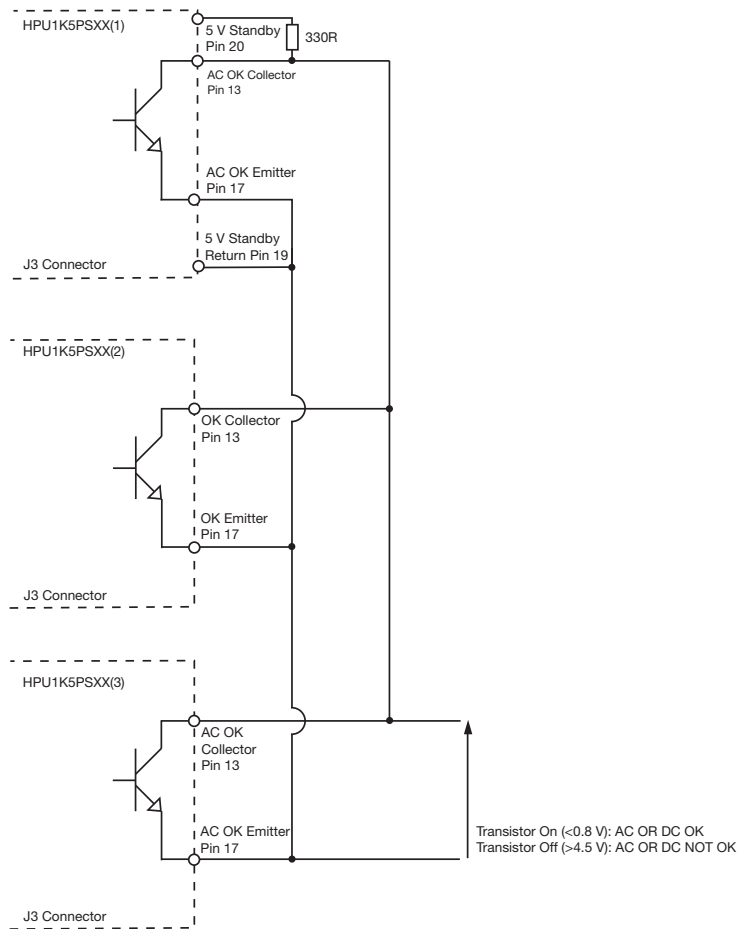 HPU1K5PSXX(1)
5 V Standby
Pin 20
330R
AC OK Collector
Pin 13
AC OK Emitter
Pin 17
5 V Standby
Return Pin 19
J3 Connector
HPU1K5PSXX(2)
OK Collector
Pin 13
OK Emitter
Pin 17
J3 Connector
HPU1K5PSXX(3)
AC OK
Collector
Pin 13
AC OK Emitter
Pin 17
Transistor On (<0.8 V): AC OR DC OK
Transistor Off (>4.5 V): AC OR DC NOT OK
J3 Connector